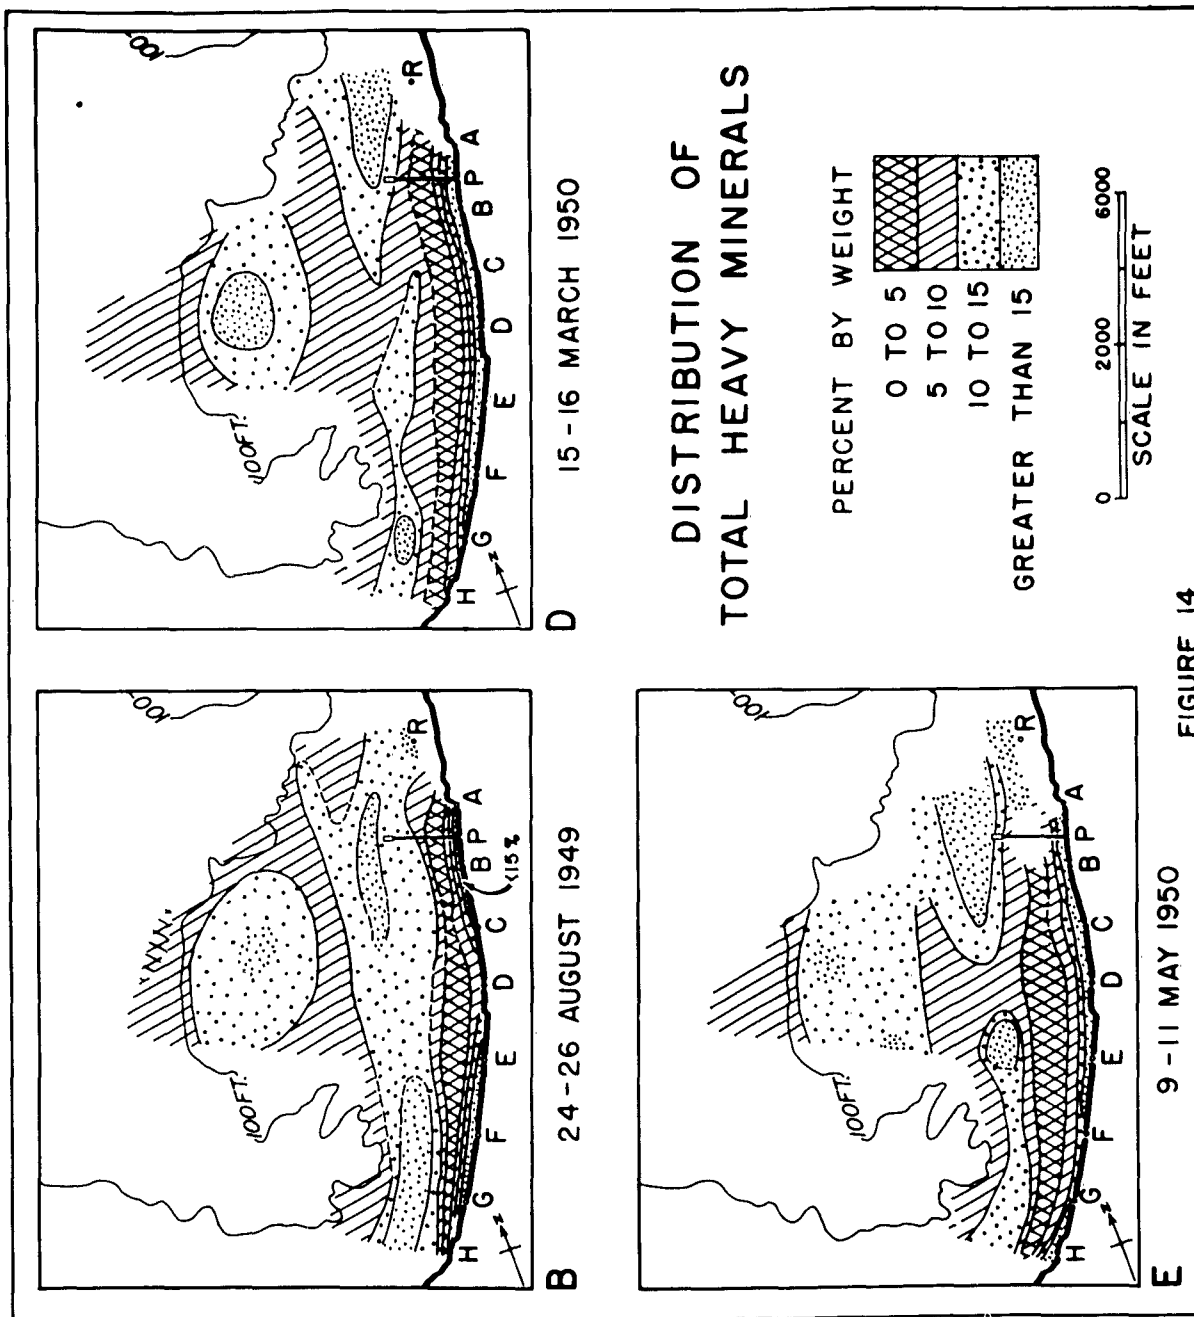 100FT.
100
R
H
G
F
E
D
C
B
P
A
<15%
N
B
24-26 AUGUST 1949
100FT.
100
R
H
G
F
E
D
C
B
P
A
N
D
15-16 MARCH 1950
100FT.
100
R
H
G
F
E
D
C
B
P
A
N
E
9-11 MAY 1950
DISTRIBUTION OF
TOTAL HEAVY MINERALS
PERCENT BY WEIGHT
0 TO 5
5 TO 10
10 TO 15
GREATER THAN 15
0 2000 6000
SCALE IN FEET
FIGURE 14